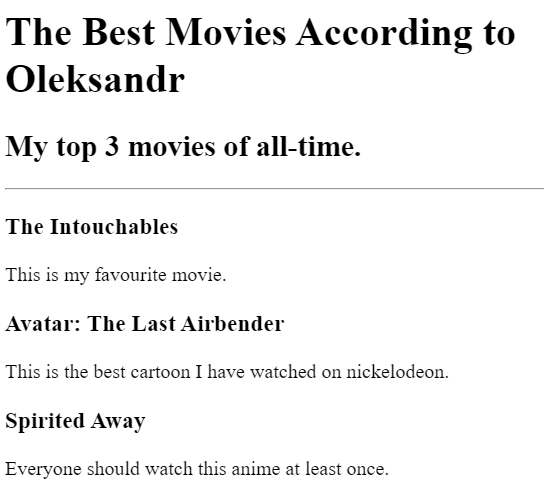 The Best Movies According to
Oleksandr
My top 3 movies of all-time.
The Intouchables
This is my favourite movie.
Avatar: The Last Airbender
This is the best cartoon I have watched on nickelodeon.
Spirited Away
Everyone should watch this anime at least once.